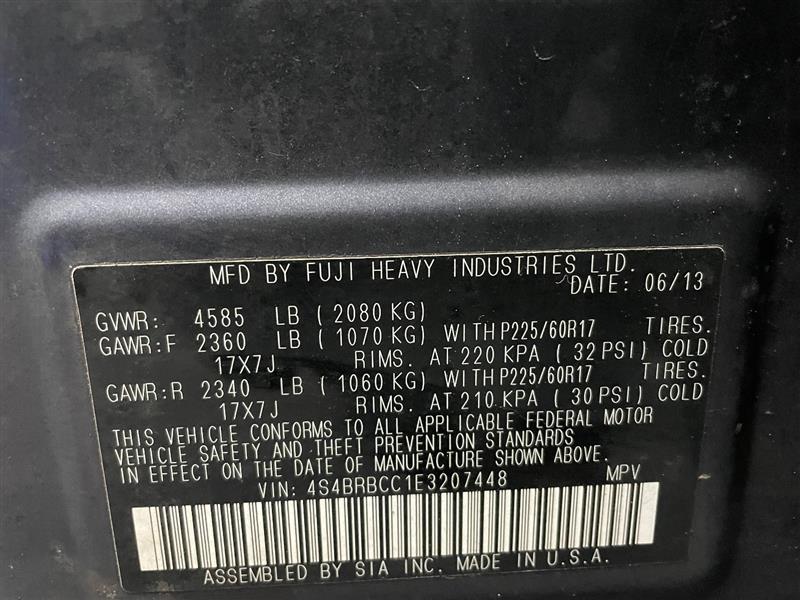 MFD BY FUJI HEAVY INDUSTRIES LTD.
DATE: 06/13
GVWR: 4585 LB (2080 KG)
GAWR:F 2360 LB (1070 KG) WITH P225/60R17 TIRES.
17X7J RIMS. AT 220 KPA (32 PSI) COLD
GAWR:R 2340 LB (1060 KG) WITH P225/60R17 TIRES.
17X7J RIMS. AT 210 KPA (30 PSI) COLD
THIS VEHICLE CONFORMS TO ALL APPLICABLE FEDERAL MOTOR
VEHICLE SAFETY AND THEFT PREVENTION STANDARDS
IN EFFECT ON THE DATE OF MANUFACTURE SHOWN ABOVE.
VIN: 4S4BRBCC1E3207448 MPV
ASSEMBLED BY SIA INC. MADE IN U.S.A.